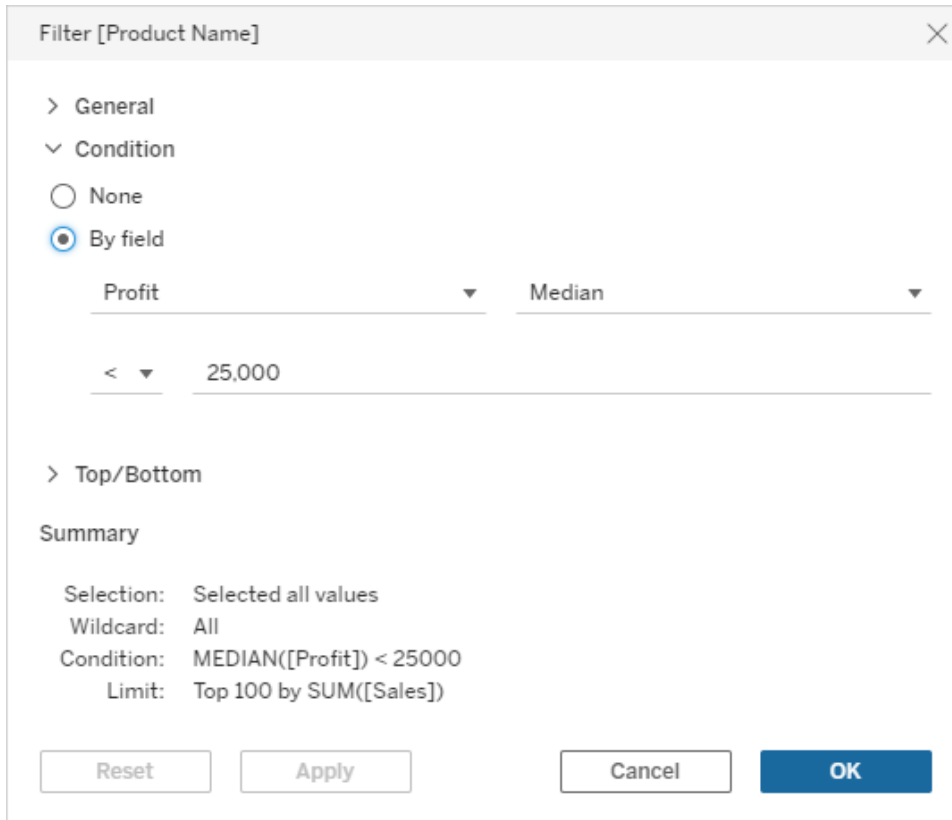 Filter [Product Name]
General
Condition
None
By field
Profit Median
< 25,000
Top/Bottom
Summary
Selection: Selected all values
Wildcard: All
Condition: MEDIAN([Profit]) < 25000
Limit: Top 100 by SUM([Sales])
Reset Apply Cancel OK